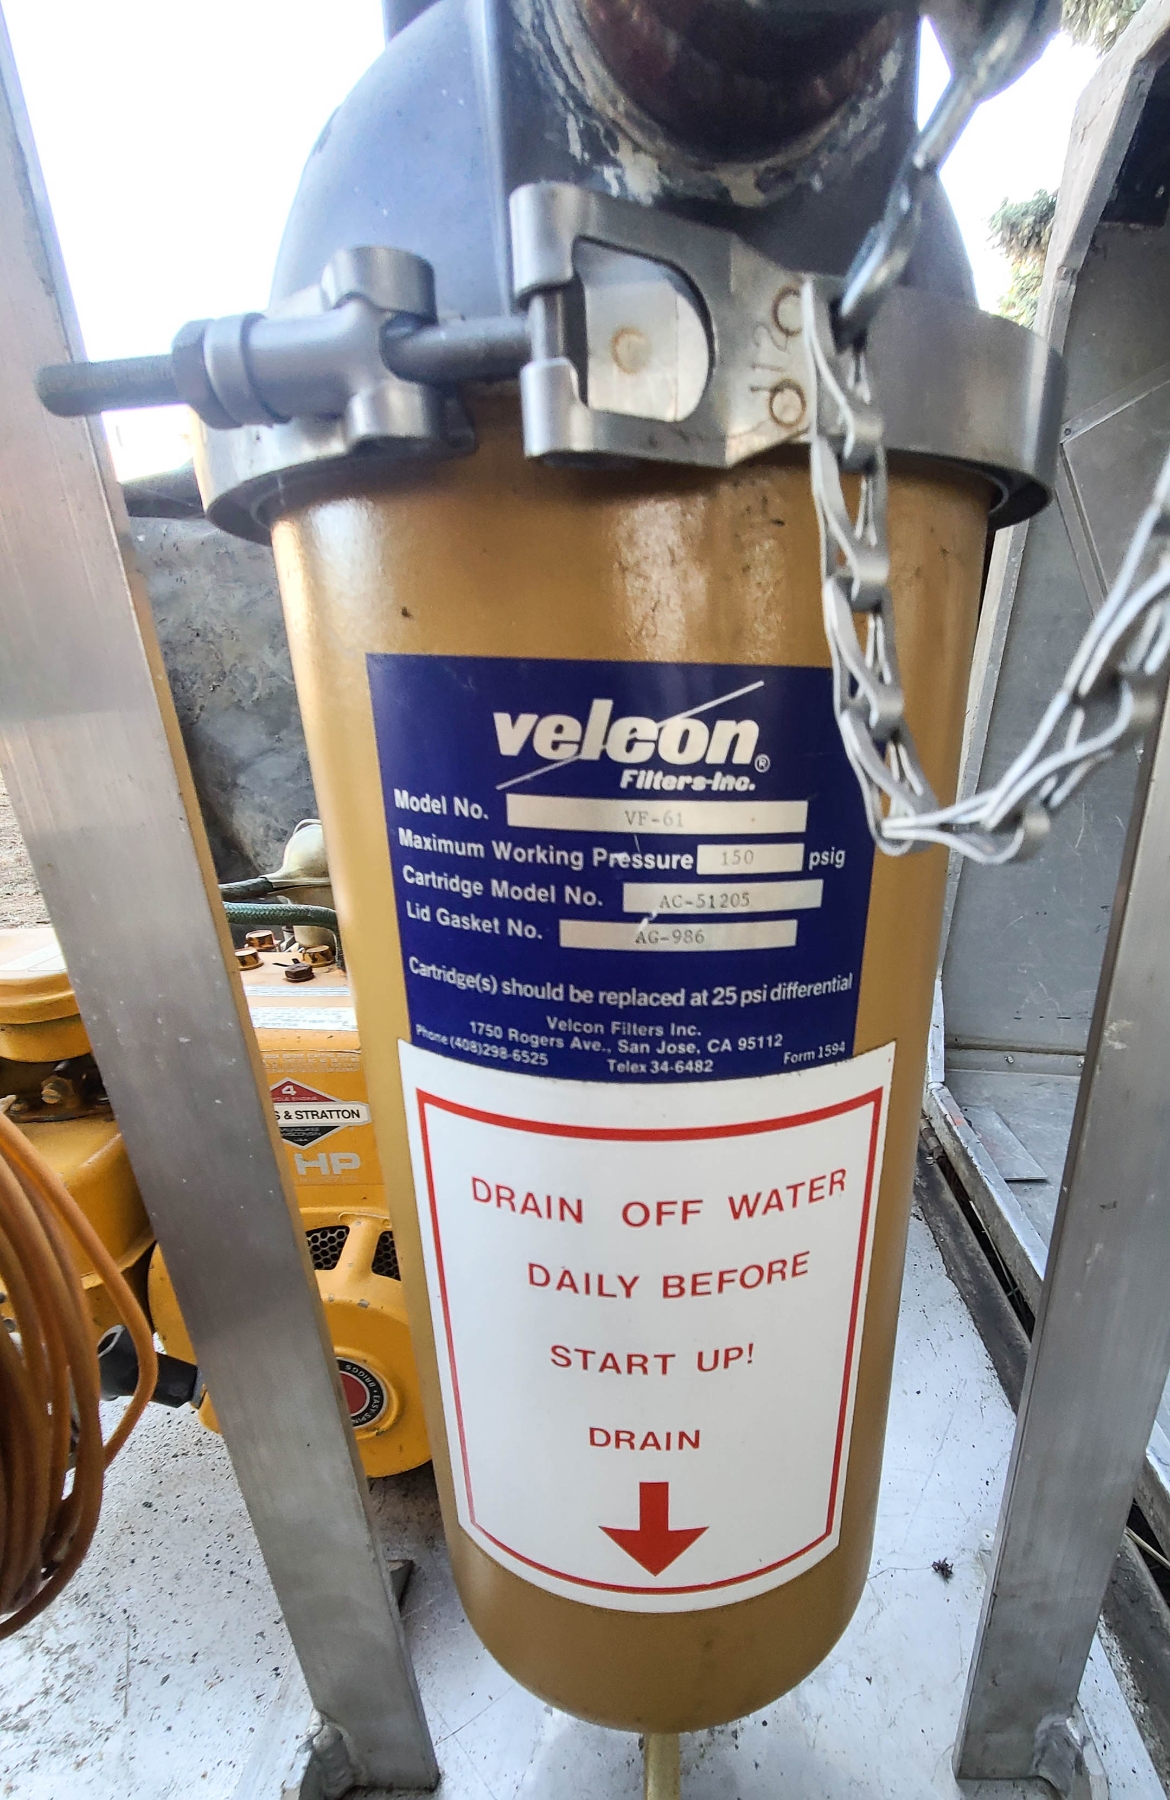 velcon®
Filters-Inc.
Model No. VF-61
Maximum Working Pressure 150 psig
Cartridge Model No. AC-51205
Lid Gasket No. AG-986
Cartridge(s) should be replaced at 25 psi differential
Velcon Filters Inc.
1750 Rogers Ave., San Jose, CA 95112
Phone (408)298-6525 Telex 34-6482 Form 1594
DRAIN OFF WATER
DAILY BEFORE
START UP!
DRAIN
4
& STRATTON
HP